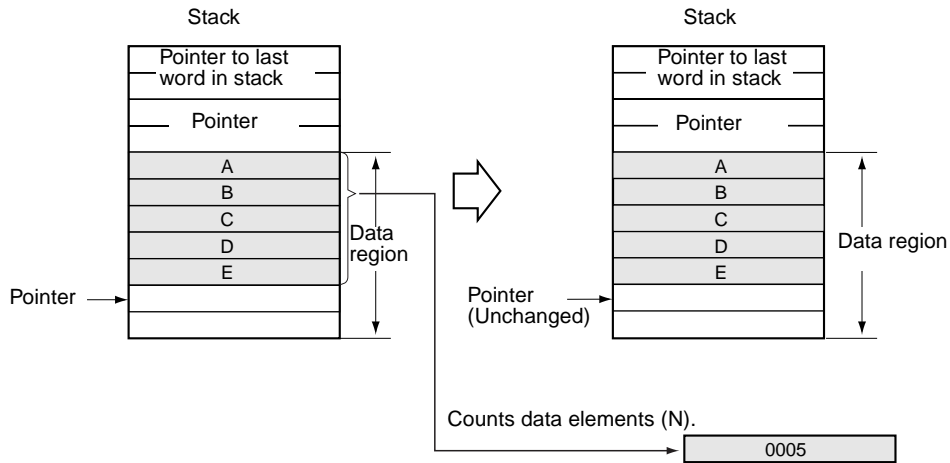 Stack
Pointer to last
word in stack
Pointer
A
B
C
D
E
Data
region
Pointer
Stack
Pointer to last
word in stack
Pointer
A
B
C
D
E
Data region
Pointer
(Unchanged)
Counts data elements (N).
0005